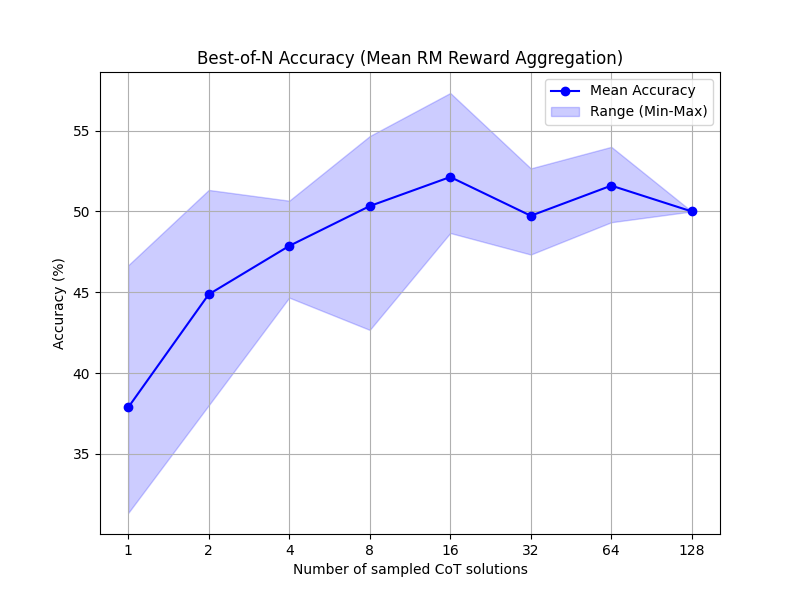 Best-of-N Accuracy (Mean RM Reward Aggregation)
Mean Accuracy
Range (Min-Max)
Accuracy (%)
55
50
45
40
35
1 2 4 8 16 32 64 128
Number of sampled CoT solutions